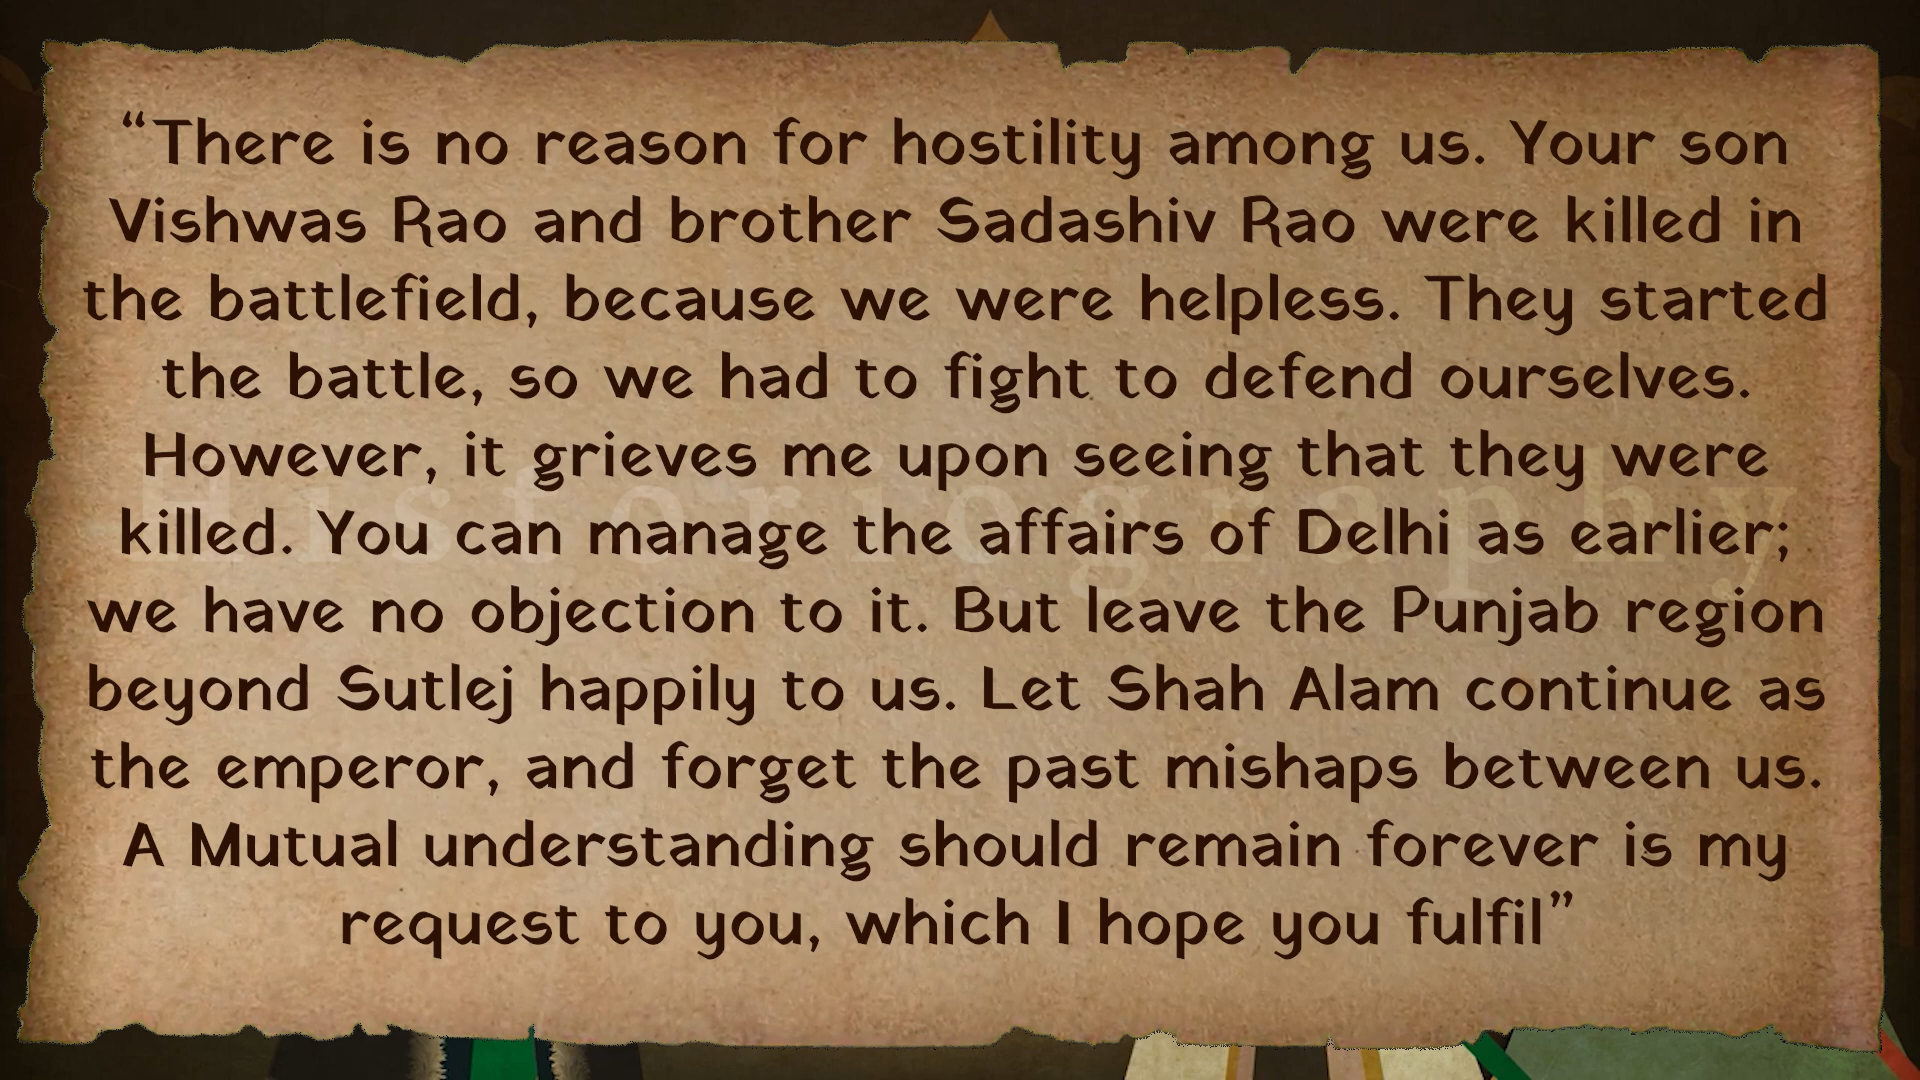 “There is no reason for hostility among us. Your son
Vishwas Rao and brother Sadashiv Rao were killed in
the battlefield, because we were helpless. They started
the battle, so we had to fight to defend ourselves.
However, it grieves me upon seeing that they were
Historiography
killed. You can manage the affairs of Delhi as earlier;
we have no objection to it. But leave the Punjab region
beyond Sutlej happily to us. Let Shah Alam continue as
the emperor, and forget the past mishaps between us.
A Mutual understanding should remain forever is my
request to you, which I hope you fulfil”